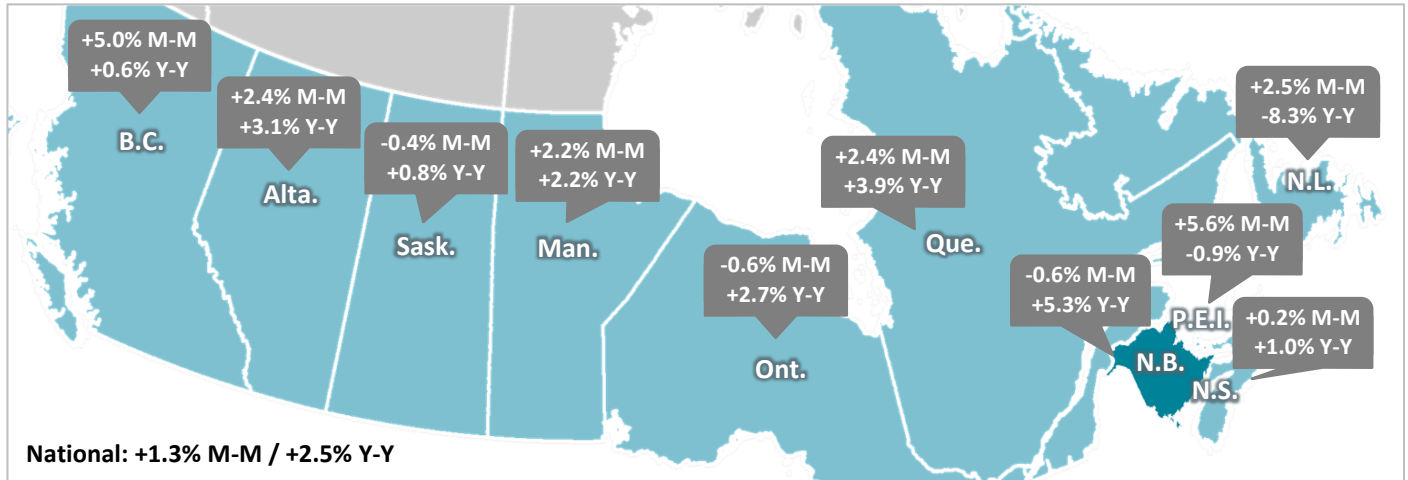 +5.0% M-M
+0.6% Y-Y
B.C.
+2.4% M-M
+3.1% Y-Y
Alta.
-0.4% M-M
+0.8% Y-Y
Sask.
+2.2% M-M
+2.2% Y-Y
Man.
-0.6% M-M
+2.7% Y-Y
Ont.
+2.4% M-M
+3.9% Y-Y
Que.
+2.5% M-M
-8.3% Y-Y
N.L.
+5.6% M-M
-0.9% Y-Y
P.E.I.
-0.6% M-M
+5.3% Y-Y
N.B.
+0.2% M-M
+1.0% Y-Y
N.S.
National: +1.3% M-M / +2.5% Y-Y